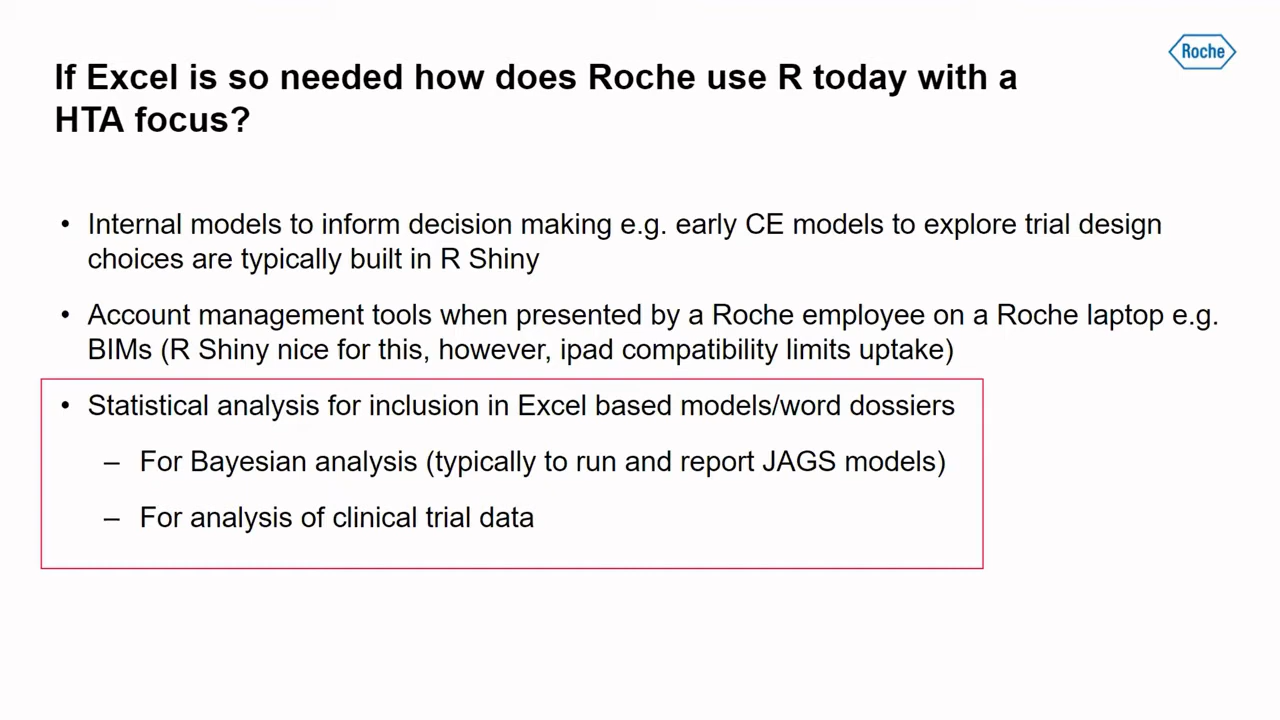 Roche
If Excel is so needed how does Roche use R today with a
HTA focus?
• Internal models to inform decision making e.g. early CE models to explore trial design
choices are typically built in R Shiny
• Account management tools when presented by a Roche employee on a Roche laptop e.g.
BIMs (R Shiny nice for this, however, ipad compatibility limits uptake)
• Statistical analysis for inclusion in Excel based models/word dossiers
– For Bayesian analysis (typically to run and report JAGS models)
– For analysis of clinical trial data